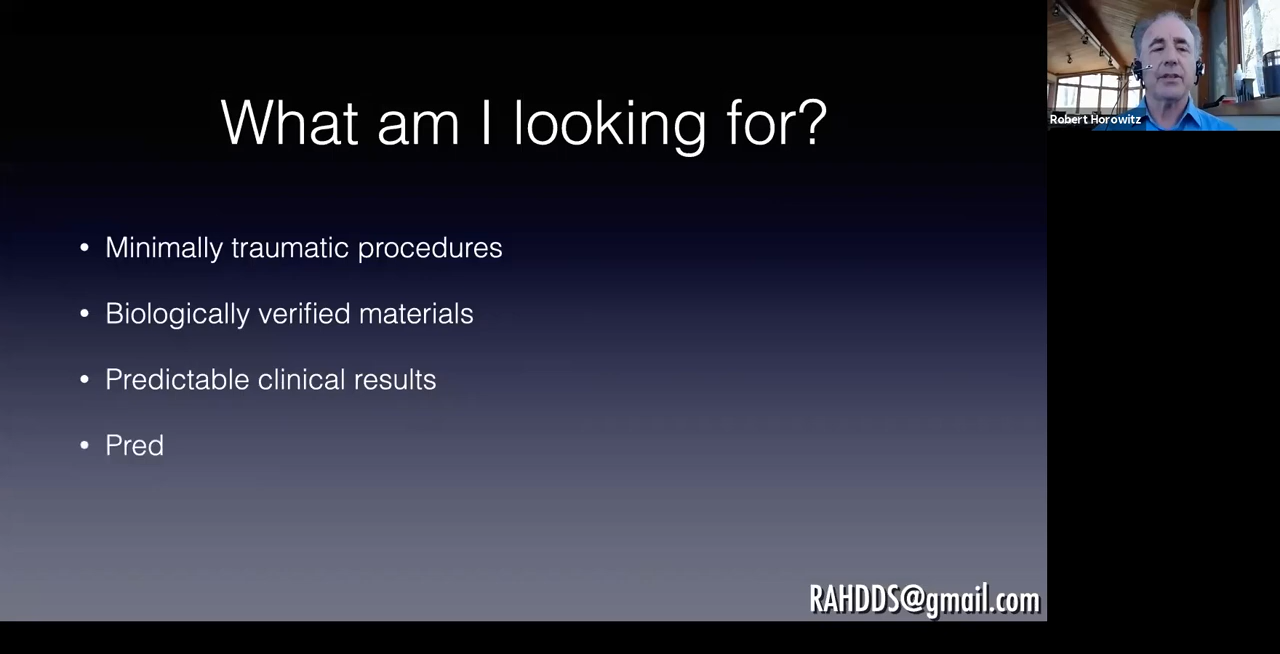 What am I looking for?
• Minimally traumatic procedures
• Biologically verified materials
• Predictable clinical results
• Pred
RAHDDS@gmail.com
Robert Horowitz